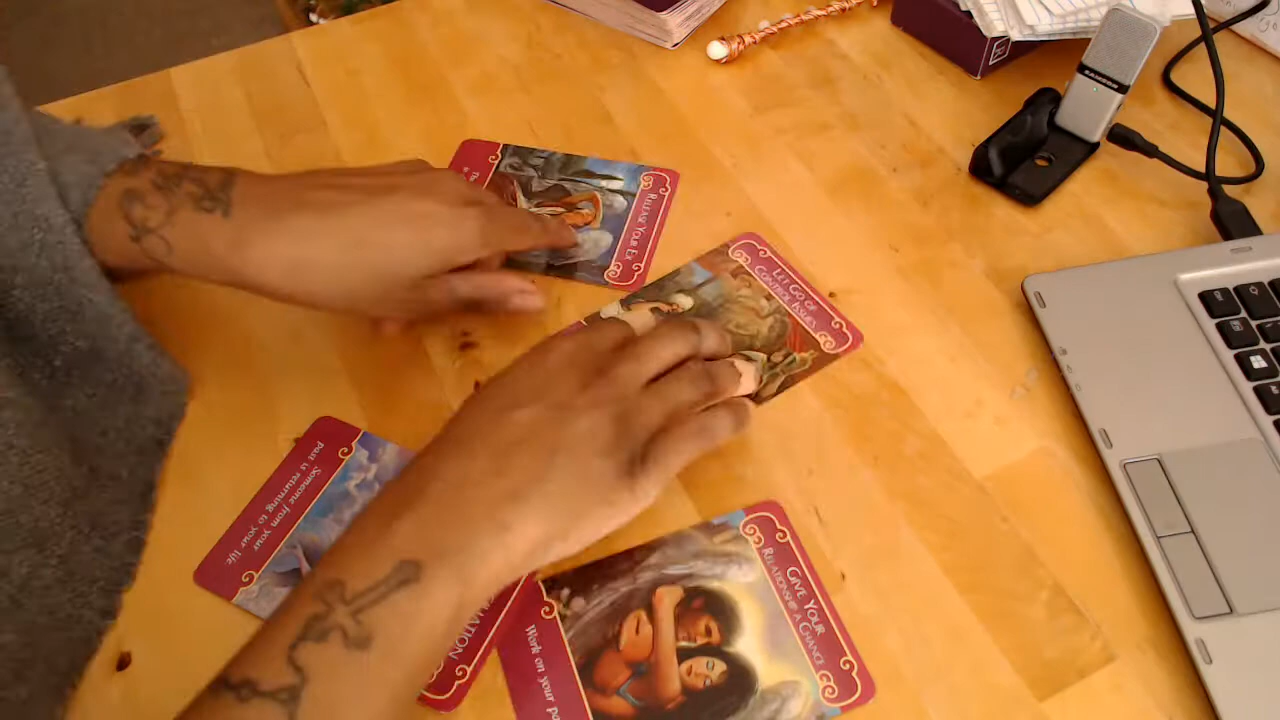 RELEASE YOUR EX
LET GO OF
CONTROL ISSUES
Someone from your
past is returning to your life
GIVE YOUR
RELATIONSHIP A CHANCE
Work on your
SAMSON